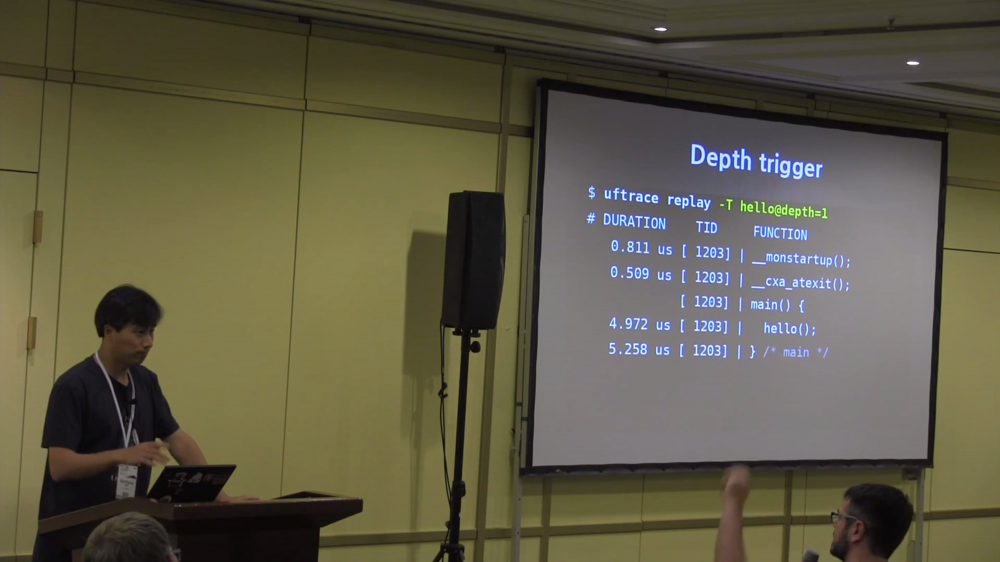 Depth trigger
$ uftrace replay -T hello@depth=1
# DURATION TID FUNCTION
0.811 us [ 1203] | __monstartup();
0.509 us [ 1203] | __cxa_atexit();
[ 1203] | main() {
4.972 us [ 1203] | hello();
5.258 us [ 1203] | } /* main */